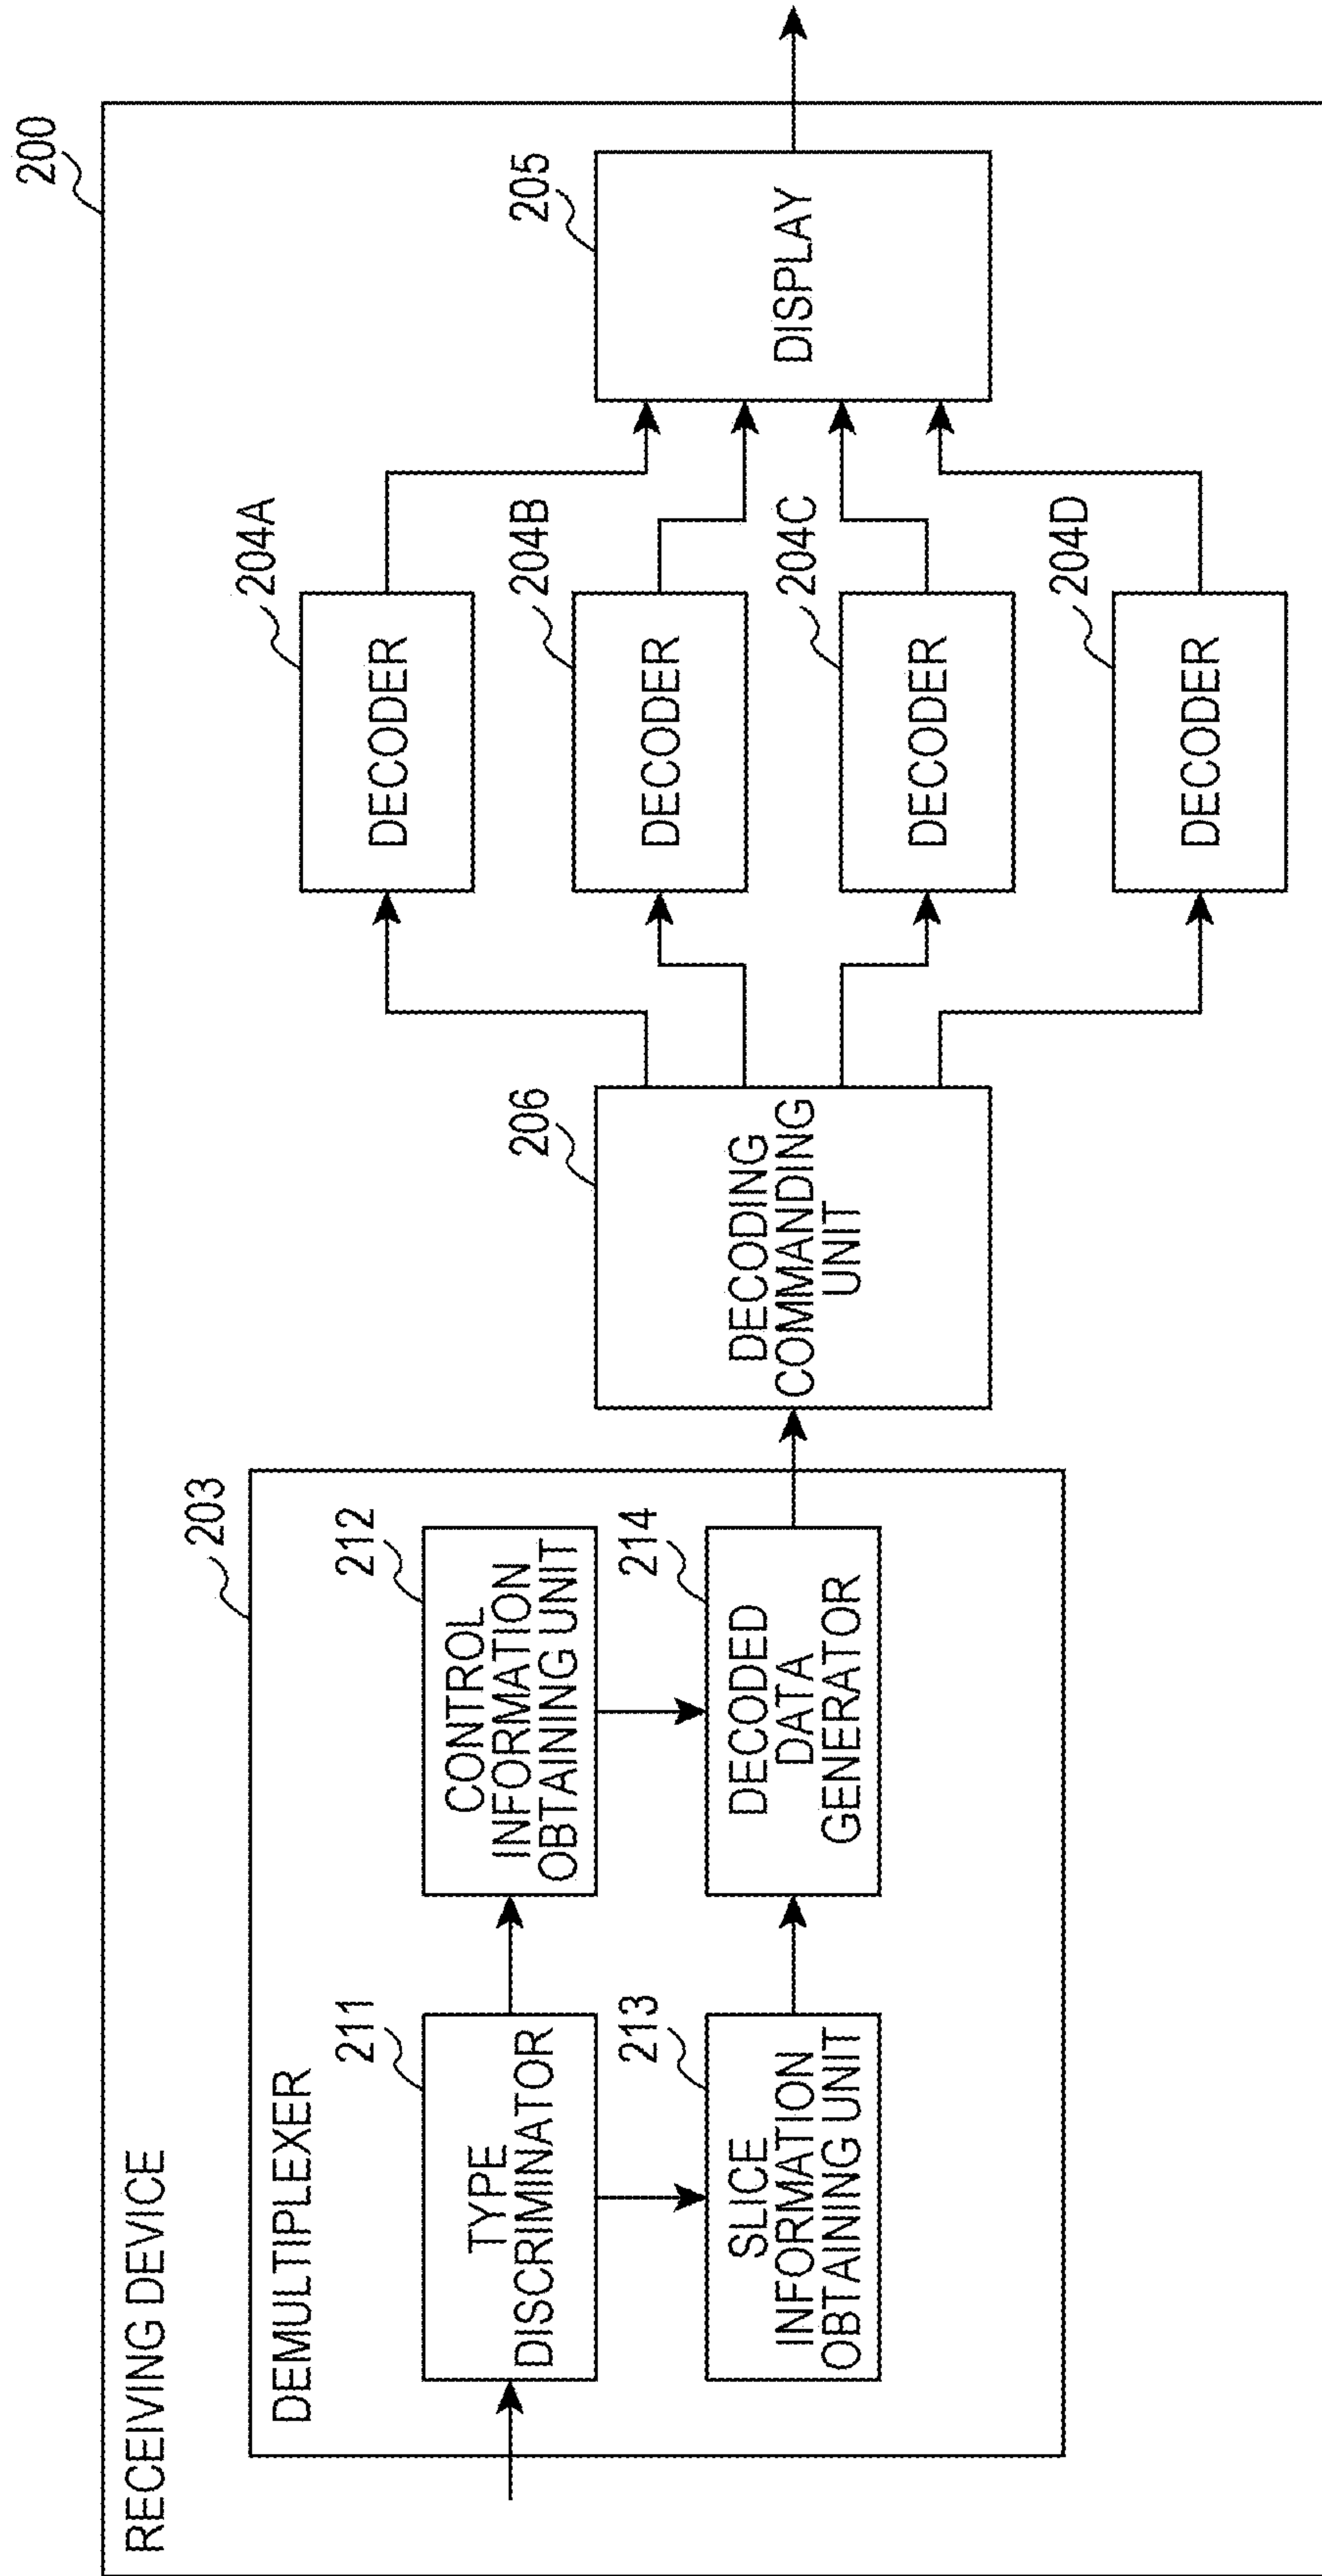 RECEIVING DEVICE
200
DEMULTIPLEXER
203
TYPE
DISCRIMINATOR
211
CONTROL
INFORMATION
OBTAINING UNIT
212
SLICE
INFORMATION
OBTAINING UNIT
213
DECODED
DATA
GENERATOR
214
DECODING
COMMANDING
UNIT
206
DECODER
204A
DECODER
204B
DECODER
204C
DECODER
204D
DISPLAY
205